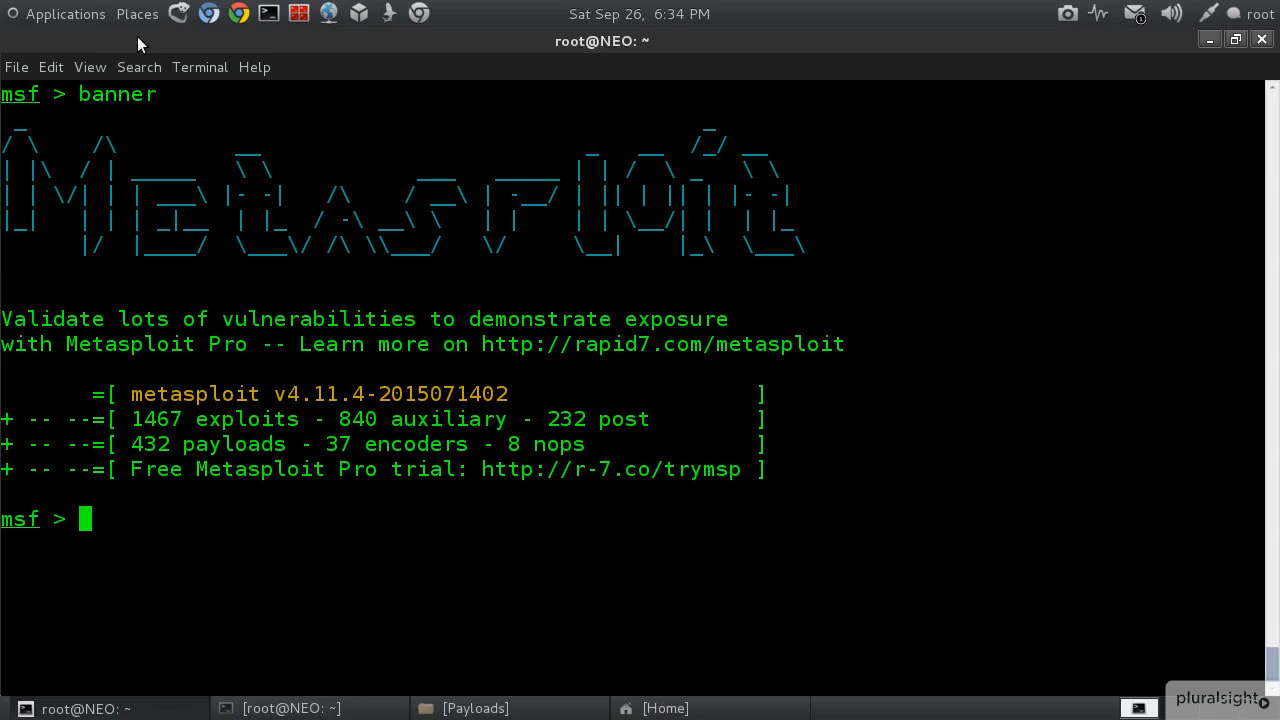 Applications Places Sat Sep 26, 6:34 PM 1 root
root@NEO: ~
File Edit View Search Terminal Help
msf > banner
Metasploit
Validate lots of vulnerabilities to demonstrate exposure
with Metasploit Pro -- Learn more on http://rapid7.com/metasploit
=[ metasploit v4.11.4-2015071402 ]
+ -- --=[ 1467 exploits - 840 auxiliary - 232 post ]
+ -- --=[ 432 payloads - 37 encoders - 8 nops ]
+ -- --=[ Free Metasploit Pro trial: http://r-7.co/trymsp ]
msf >
root@NEO: ~ [root@NEO: ~] [Payloads] [Home]
pluralsight